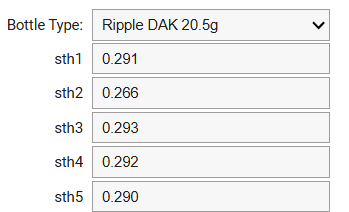 Bottle Type: Ripple DAK 20.5g
sth1 0.291
sth2 0.266
sth3 0.293
sth4 0.292
sth5 0.290